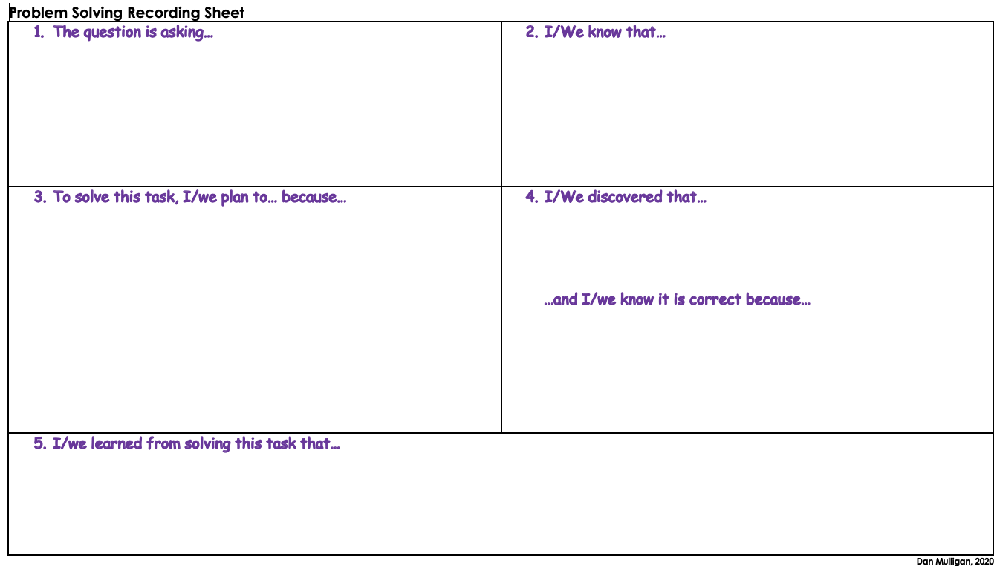 Problem Solving Recording Sheet
1. The question is asking...
2. I/We know that...
3. To solve this task, I/we plan to... because...
4. I/We discovered that...
...and I/we know it is correct because...
5. I/we learned from solving this task that...
Dan Mulligan, 2020